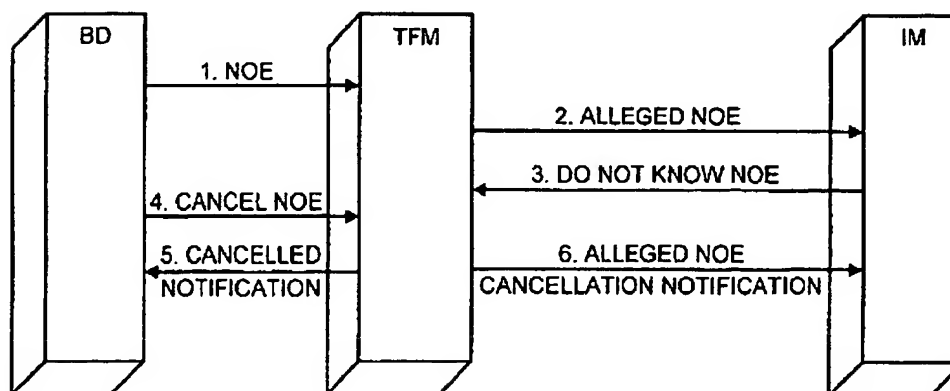 BD
TFM
IM
1. NOE
2. ALLEGED NOE
3. DO NOT KNOW NOE
4. CANCEL NOE
5. CANCELLED
NOTIFICATION
6. ALLEGED NOE
CANCELLATION NOTIFICATION